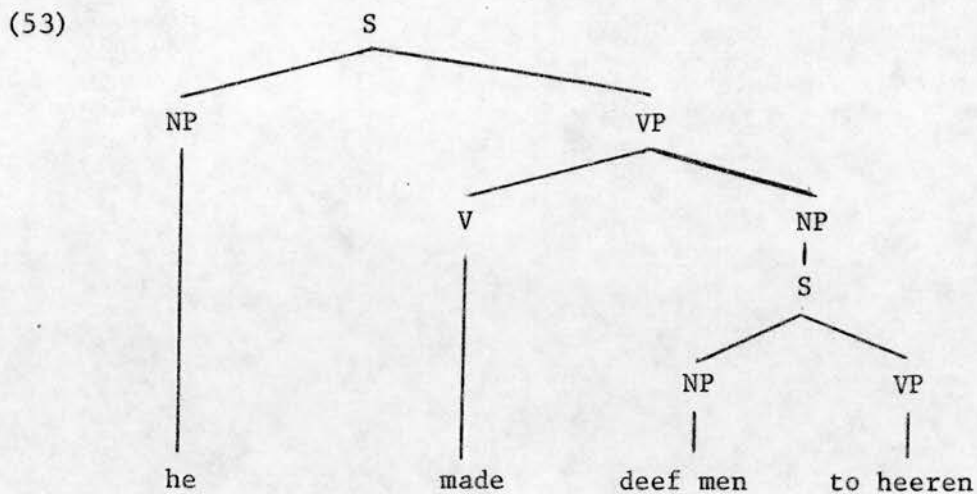 (53) S
NP VP
V NP
S
NP VP
he made deef men to heeren